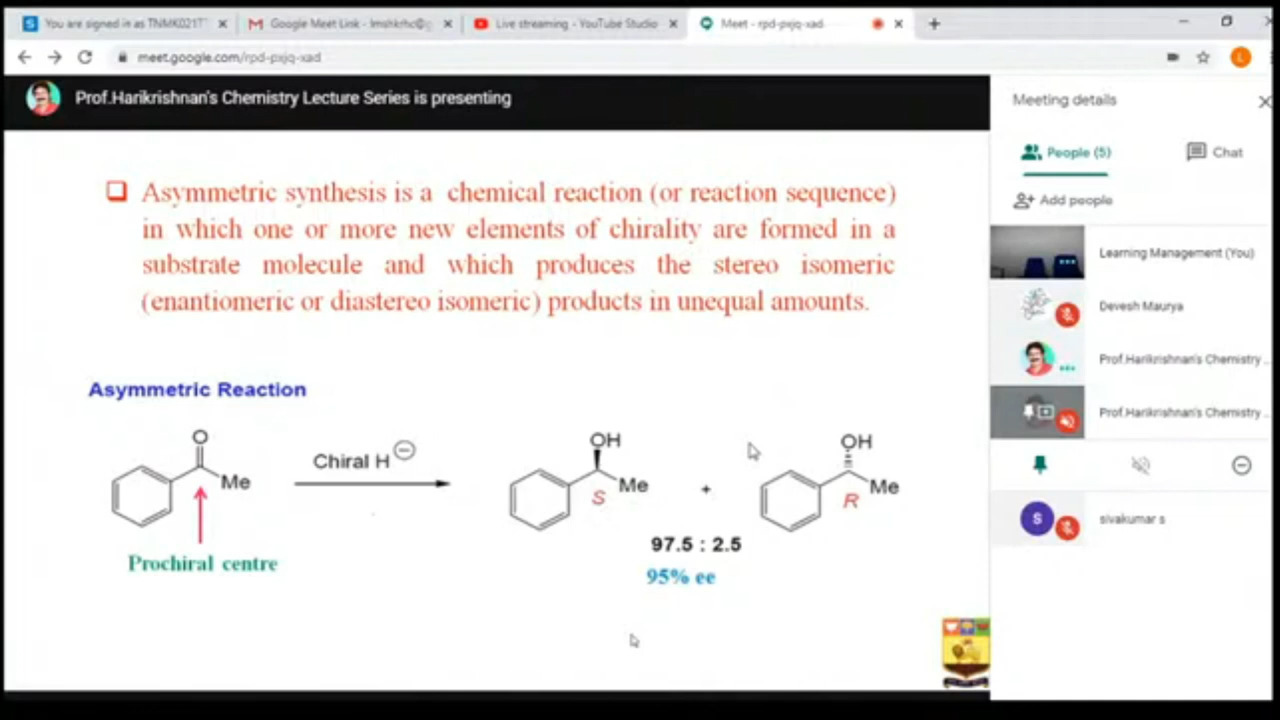 You are signed in as TNMK021T
Google Meet Link - lmshkrhc@g
Live streaming - YouTube Studio
Meet - rpd-pxjq-xad
meet.google.com/rpd-pxjq-xad
L
Prof.Harikrishnan's Chemistry Lecture Series is presenting
Meeting details
People (5)
Chat
Add people
Asymmetric synthesis is a chemical reaction (or reaction sequence)
in which one or more new elements of chirality are formed in a
substrate molecule and which produces the stereo isomeric
(enantiomeric or diastereo isomeric) products in unequal amounts.
Learning Management (You)
Devesh Maurya
Prof.Harikrishnan's Chemistry ...
Prof.Harikrishnan's Chemistry ...
S
sivakumar s
Asymmetric Reaction
O
Me
Chiral H ⊖
OH
Me
S
+
OH
Me
R
Prochiral centre
97.5 : 2.5
95% ee